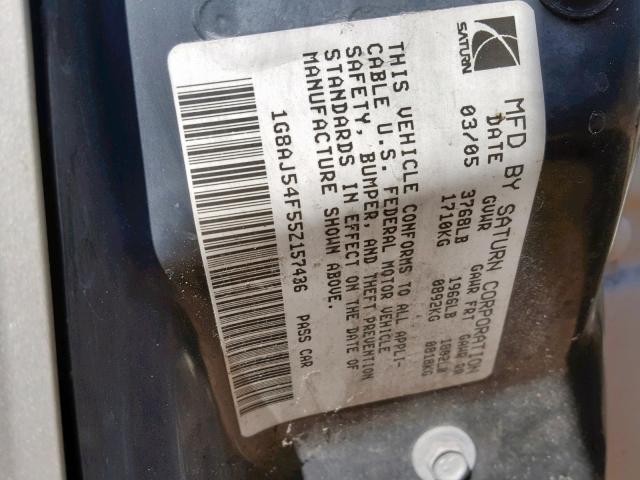 SATURN
MFD BY SATURN CORPORATION
DATE GVWR GAWR FRT GAWR
03/05 3768LB 1966LB 1802LB
1710KG 0892KG 0818KG
THIS VEHICLE CONFORMS TO ALL APPLI-
CABLE U.S. FEDERAL MOTOR VEHICLE
SAFETY, BUMPER, AND THEFT PREVENTION
STANDARDS IN EFFECT ON THE DATE OF
MANUFACTURE SHOWN ABOVE.
1G8AJ54F55Z157436 PASS CAR